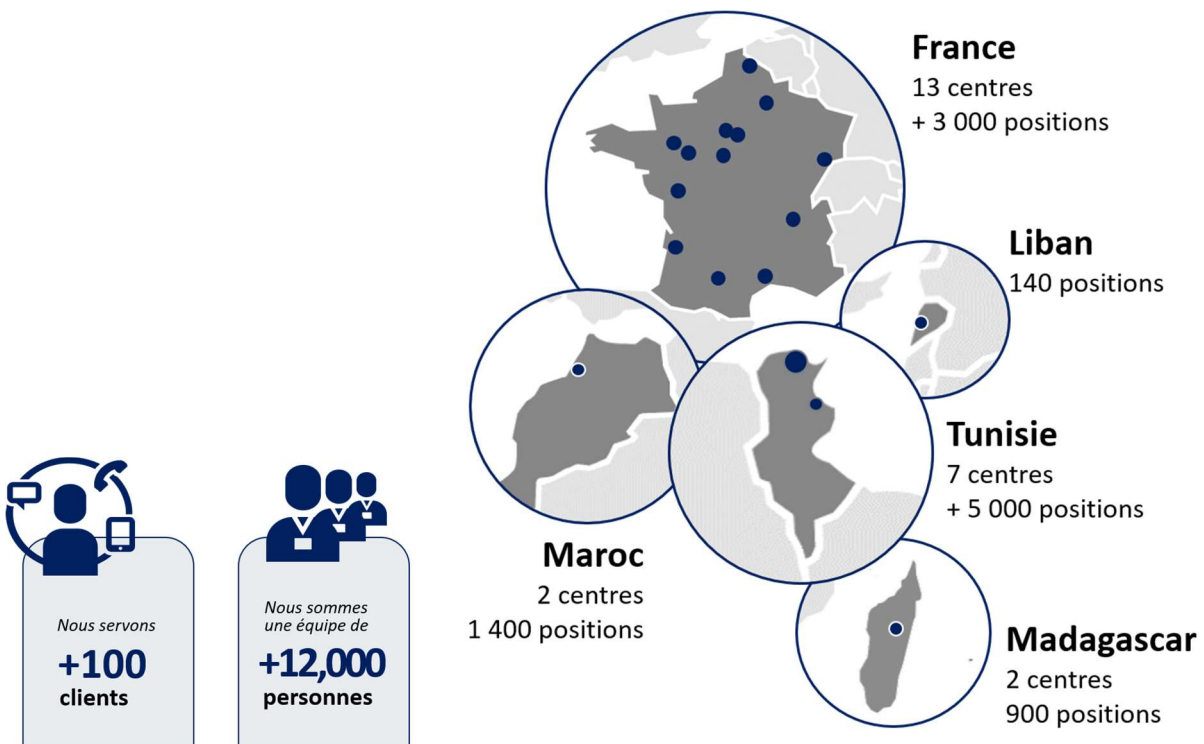 France
13 centres
+ 3 000 positions
Liban
140 positions
Tunisie
7 centres
+ 5 000 positions
Maroc
2 centres
1 400 positions
Madagascar
2 centres
900 positions
Nous servons
+100
clients
Nous sommes
une équipe de
+12,000
personnes